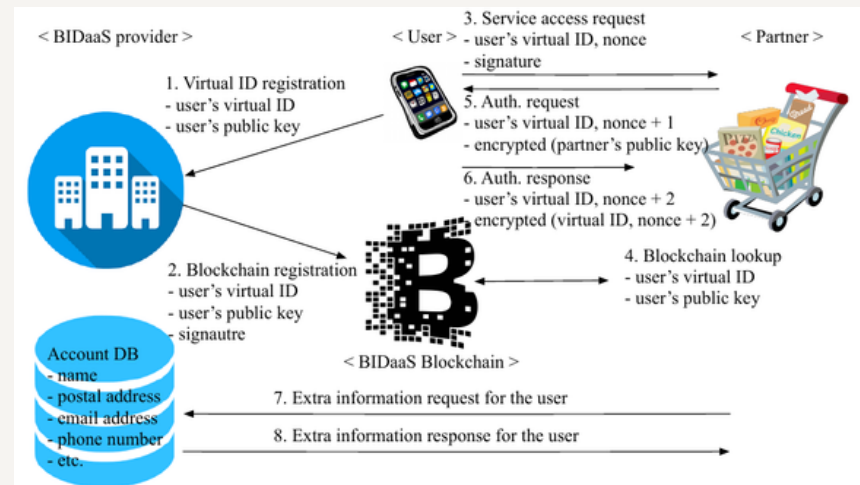 < BIDaaS provider >
< User >
< Partner >
1. Virtual ID registration
- user's virtual ID
- user's public key
2. Blockchain registration
- user's virtual ID
- user's public key
- signautre
3. Service access request
- user's virtual ID, nonce
- signature
5. Auth. request
- user's virtual ID, nonce + 1
- encrypted (partner's public key)
6. Auth. response
- user's virtual ID, nonce + 2
- encrypted (virtual ID, nonce + 2)
PIZZA
Chicken
4. Blockchain lookup
- user's virtual ID
- user's public key
B
< BIDaaS Blockchain >
Account DB
- name
- postal address
- email address
- phone number
- etc.
7. Extra information request for the user
8. Extra information response for the user